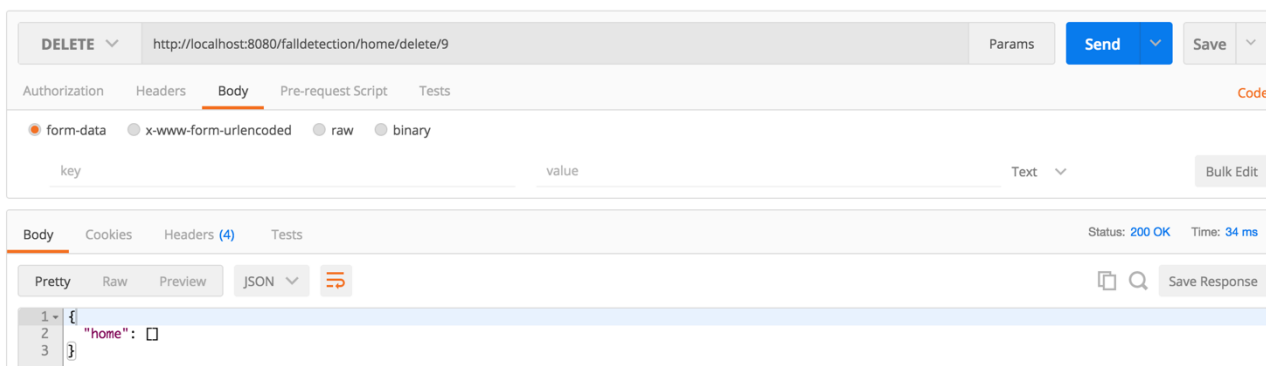 DELETE http://localhost:8080/falldetection/home/delete/9 Params Send Save
Authorization Headers Body Pre-request Script Tests Code
form-data x-www-form-urlencoded raw binary
key value Text Bulk Edit
Body Cookies Headers (4) Tests Status: 200 OK Time: 34 ms
Pretty Raw Preview JSON Save Response
1 {
2 "home": []
3 }